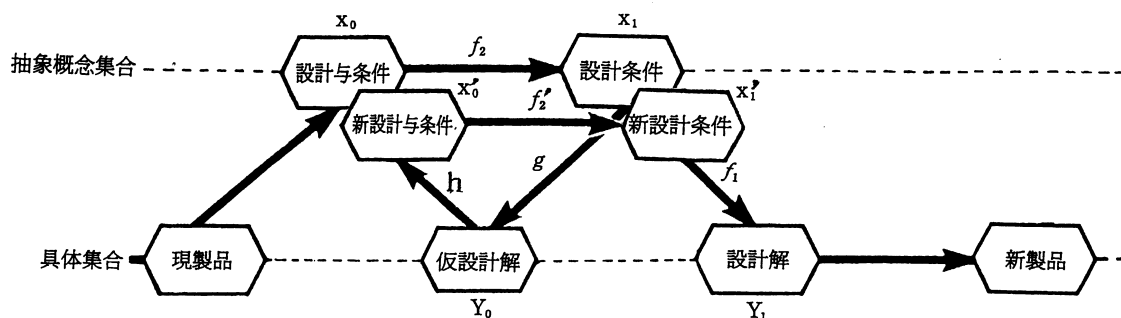 x₀
x₁
抽象概念集合
設計与条件
f₂
設計条件
x₀′
f₂′
x₁′
新設計与条件
新設計条件
g
h
f₁
具体集合
現製品
仮設計解
設計解
新製品
Y₀
Y₁